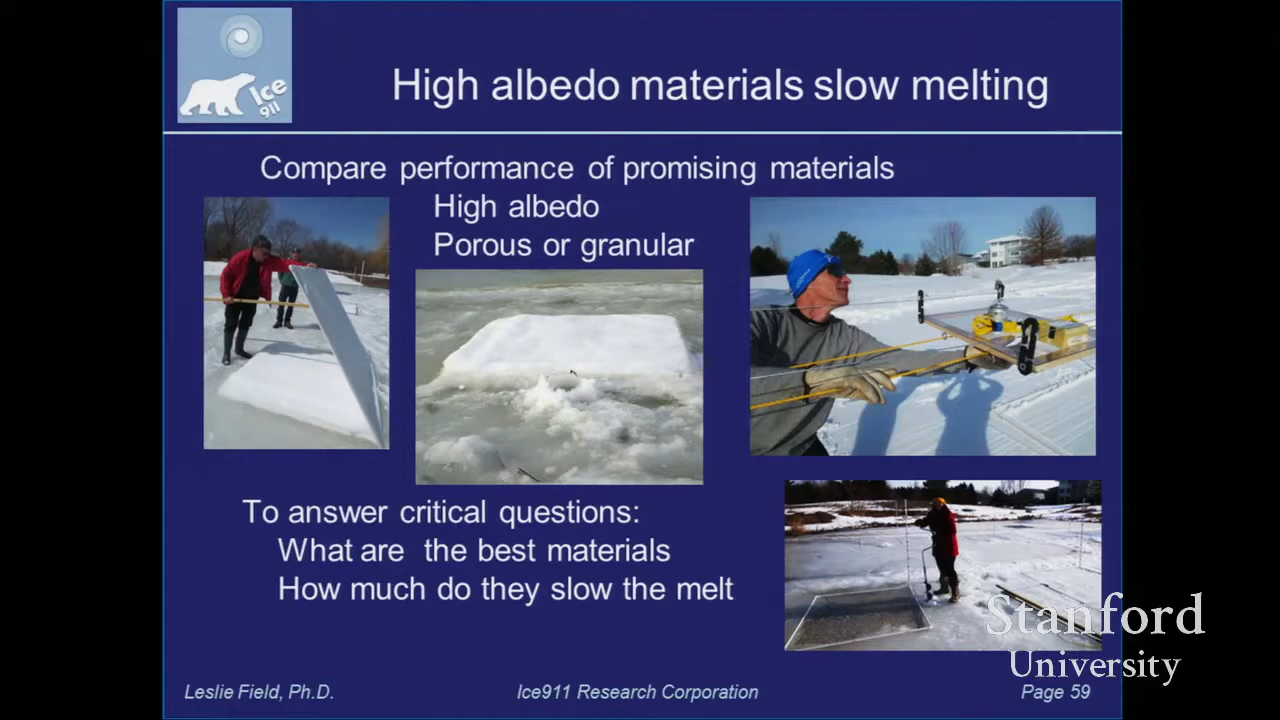 Ice
911
High albedo materials slow melting
Compare performance of promising materials
High albedo
Porous or granular
To answer critical questions:
What are the best materials
How much do they slow the melt
Stanford
University
Leslie Field, Ph.D.
Ice911 Research Corporation
Page 59